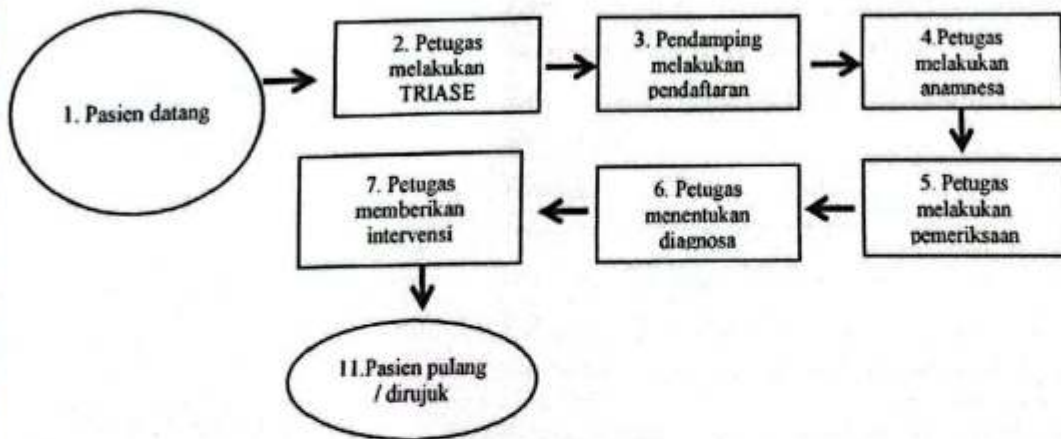 1. Pasien datang
2. Petugas
melakukan
TRIASE
3. Pendamping
melakukan
pendaftaran
4.Petugas
melakukan
anamnesa
5. Petugas
melakukan
pemeriksaan
6. Petugas
menentukan
diagnosa
7. Petugas
memberikan
intervensi
11.Pasien pulang
/ dirujuk